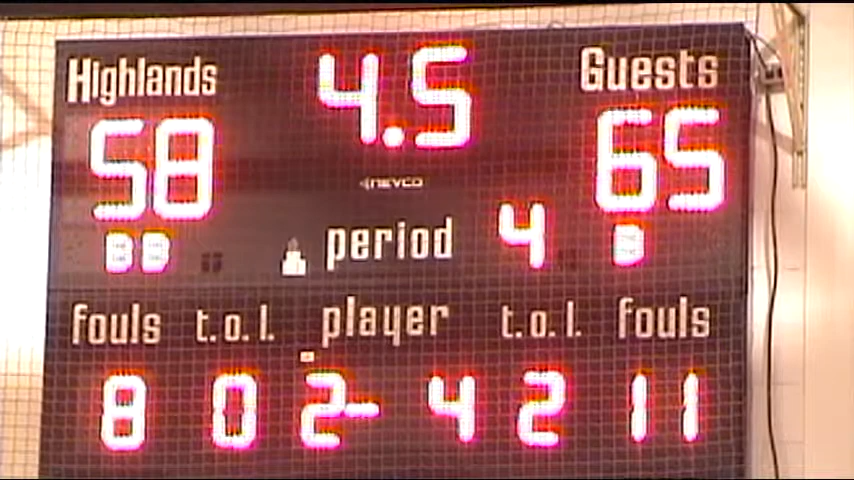 Highlands 4.5 Guests
58 65
NEVCO
period 4
B B B
fouls t.o.l. player t.o.l. fouls
8 0 2- 4 2 11